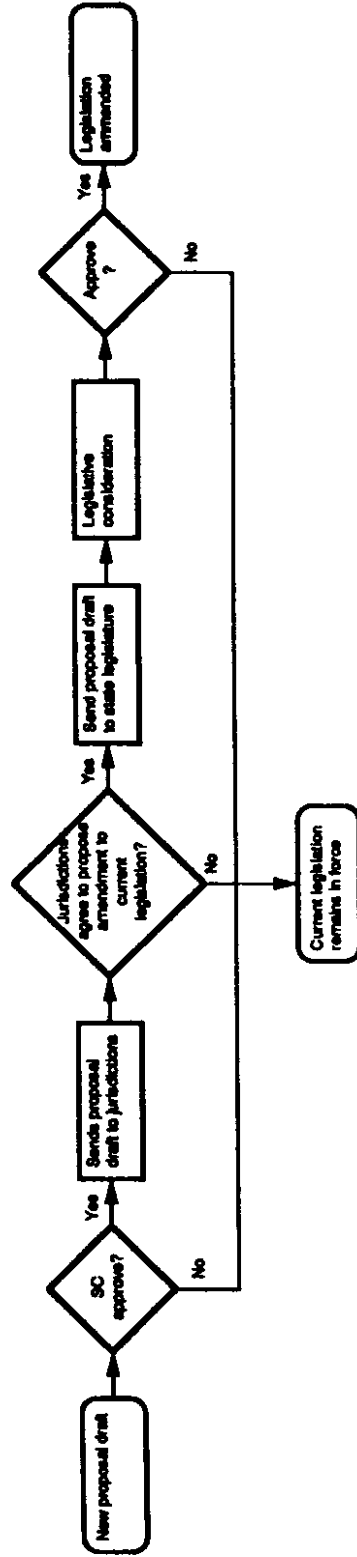 New proposal draft
SC
approve?
Yes
No
Sends proposal
draft to jurisdictions
Jurisdictions
agree to propose
amendment to
current
legislation?
Yes
No
Send proposal draft
to state legislature
Legislative
consideration
Approve
?
Yes
No
Legislation
ammended
Current legislation
remains in force